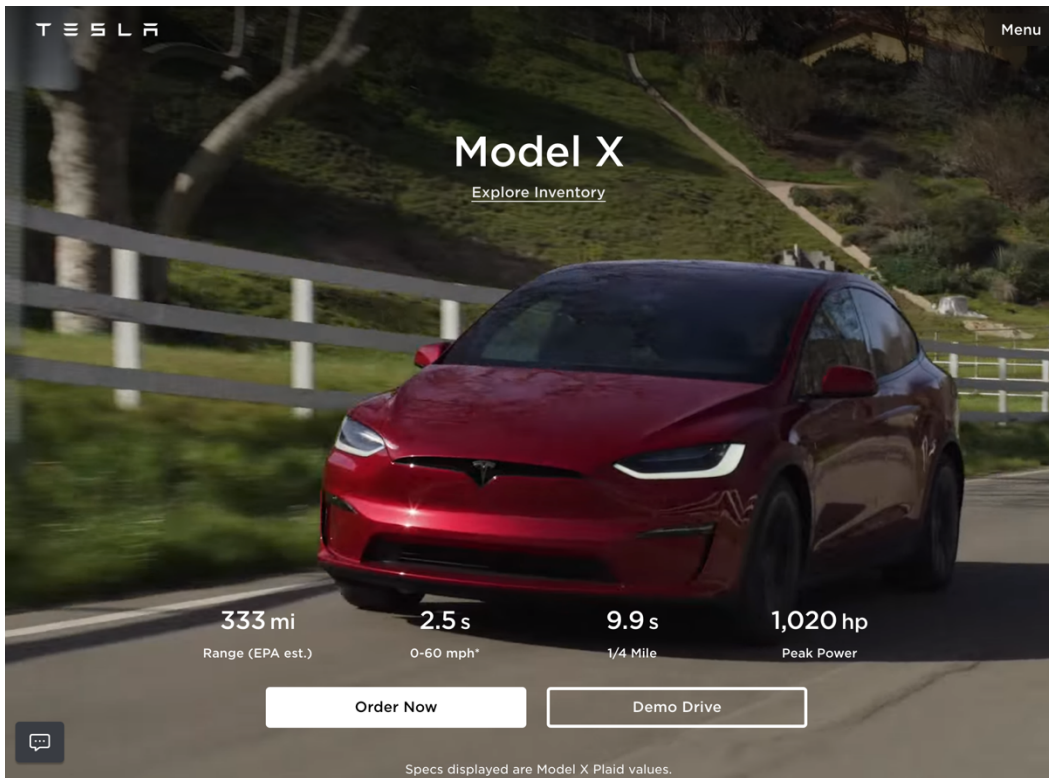 TESLA
Menu
Model X
Explore Inventory
333 mi
2.5 s
9.9 s
1,020 hp
Range (EPA est.)
0-60 mph*
1/4 Mile
Peak Power
Order Now
Demo Drive
Specs displayed are Model X Plaid values.